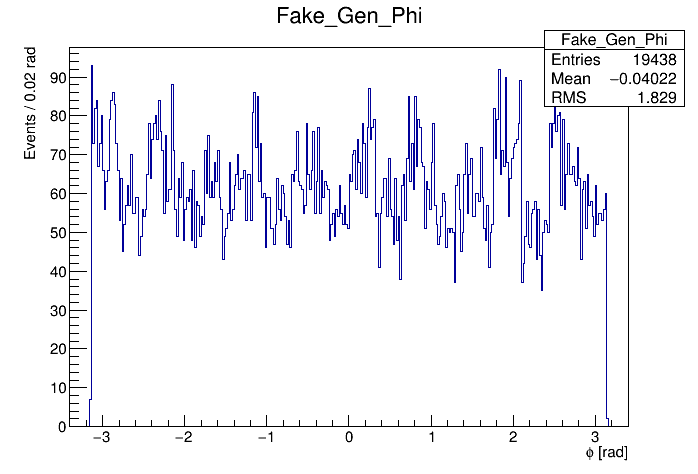 Fake_Gen_Phi
Fake_Gen_Phi
Entries 19438
Mean −0.04022
RMS 1.829
Events / 0.02 rad
90
80
70
60
50
40
30
20
10
0
−3 −2 −1 0 1 2 3
ϕ [rad]